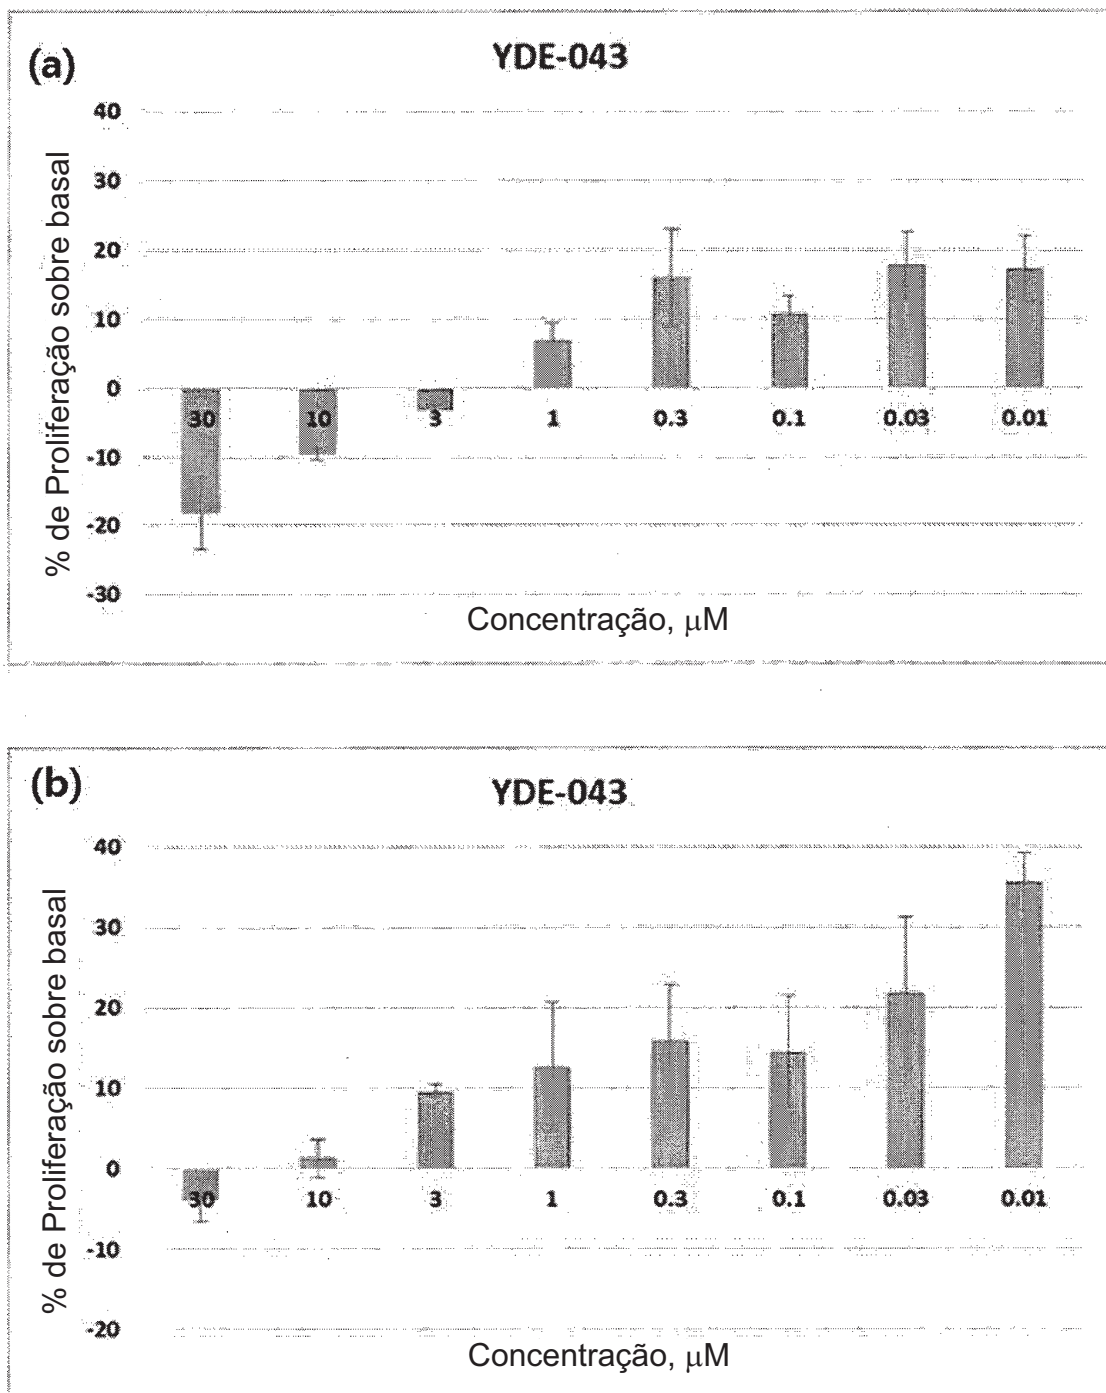 (a)
YDE-043
% de Proliferação sobre basal
40
30
20
10
0
-10
-20
-30
30 10 3 1 0.3 0.1 0.03 0.01
Concentração, μM
(b)
YDE-043
% de Proliferação sobre basal
40
30
20
10
0
-10
-20
30 10 3 1 0.3 0.1 0.03 0.01
Concentração, μM